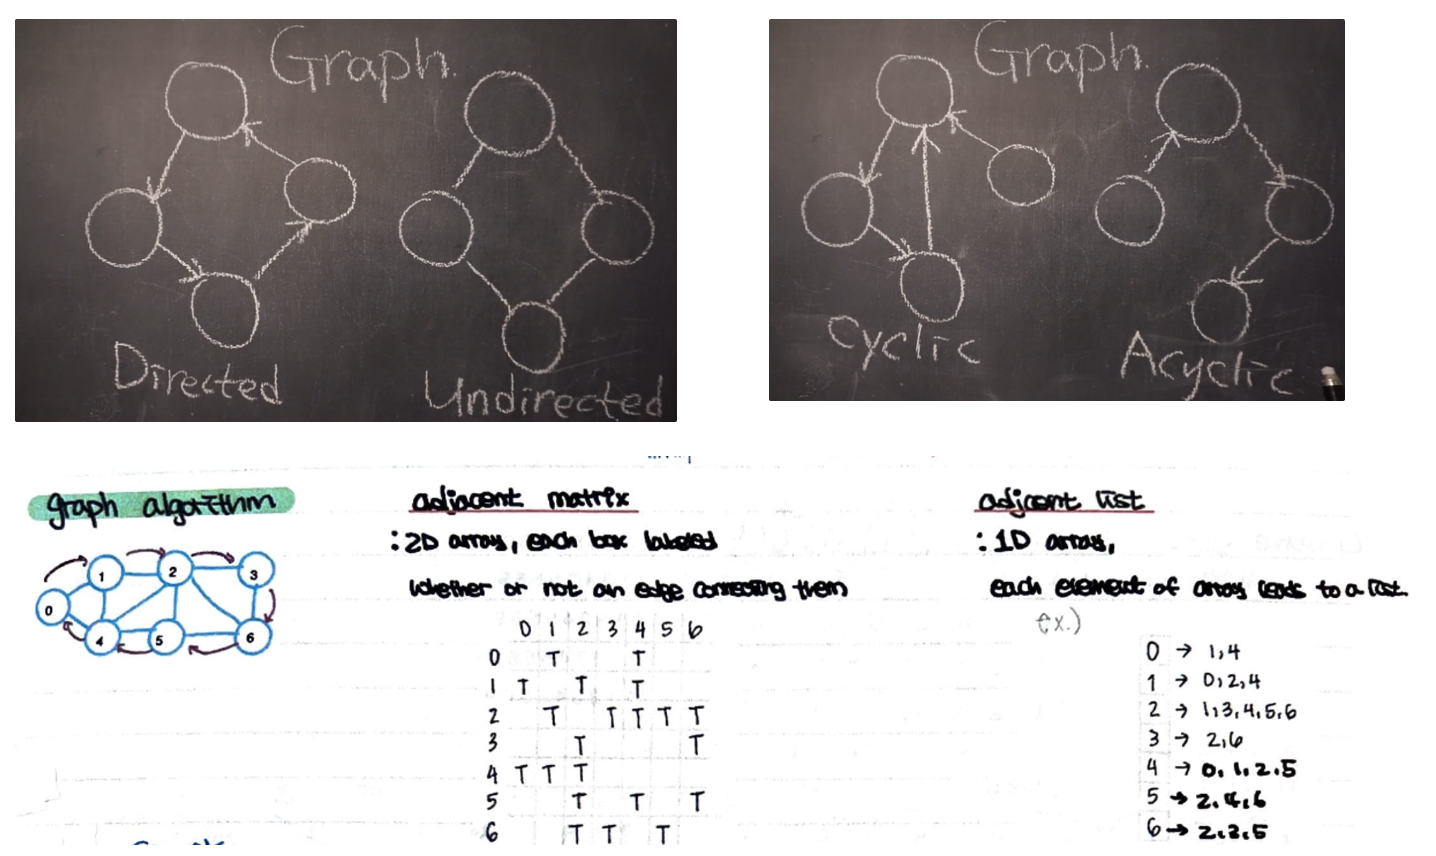 Graph.
Directed
Undirected
Graph.
Cyclic
Acyclic
graph algorithm
0
1
2
3
4
5
6
adjacent matrix
: 2D array, each box labeled
whether or not an edge connecting them
0 1 2 3 4 5 6
0 T T
1 T T T
2 T T T T T
3 T T
4 T T T
5 T T T
6 T T T
adjcent list
: 1D array,
each element of array leads to a list.
ex.)
0 → 1,4
1 → 0,2,4
2 → 1,3,4,5,6
3 → 2,6
4 → 0,1,2,5
5 → 2,4,6
6 → 2,3,5